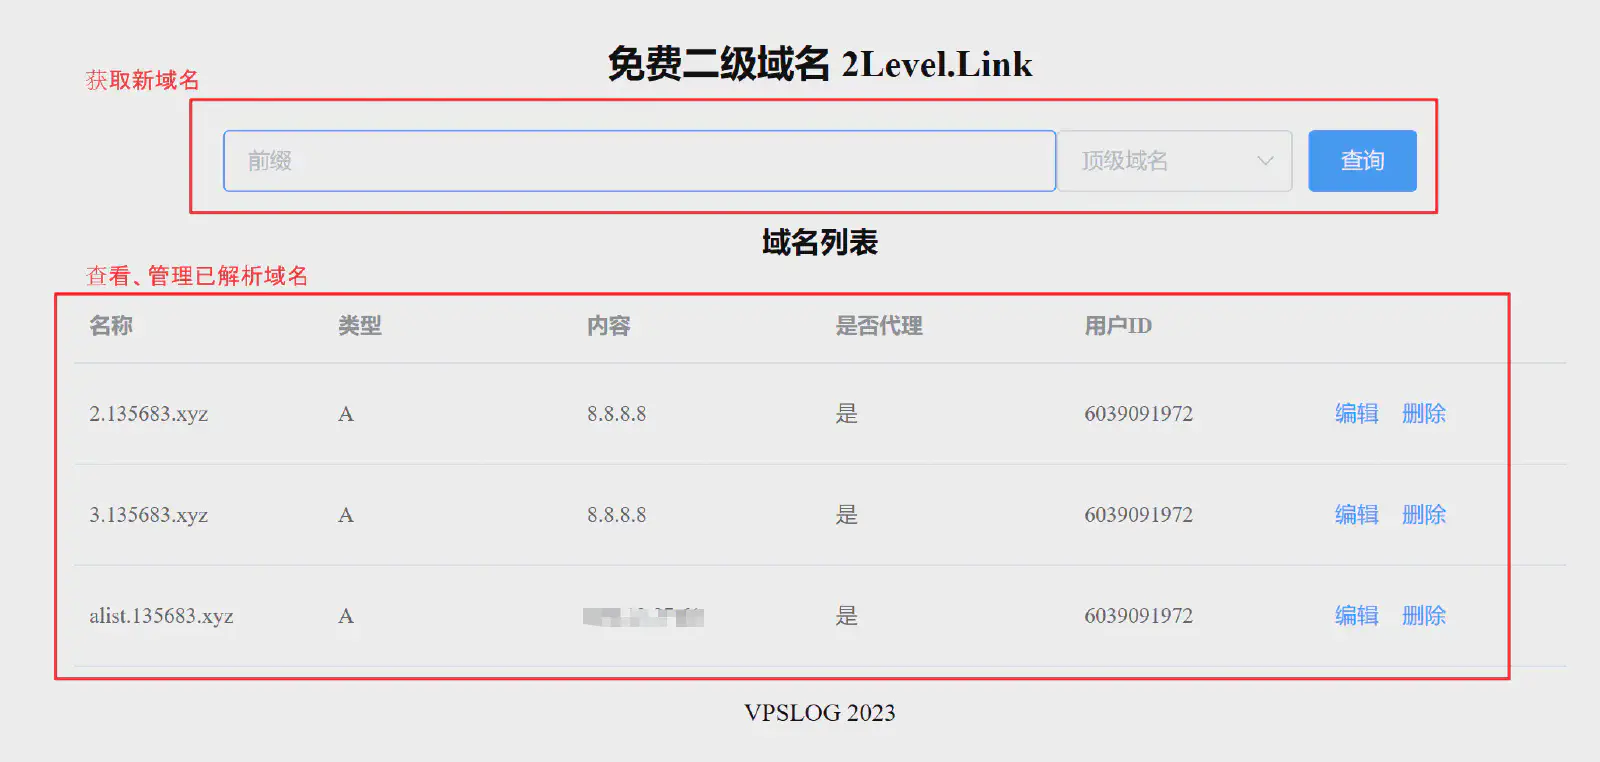 免费二级域名 2Level.Link
获取新域名
前缀 顶级域名 查询
域名列表
查看、管理已解析域名
名称 类型 内容 是否代理 用户ID
2.135683.xyz A 8.8.8.8 是 6039091972 编辑 删除
3.135683.xyz A 8.8.8.8 是 6039091972 编辑 删除
alist.135683.xyz A 是 6039091972 编辑 删除
VPSLOG 2023